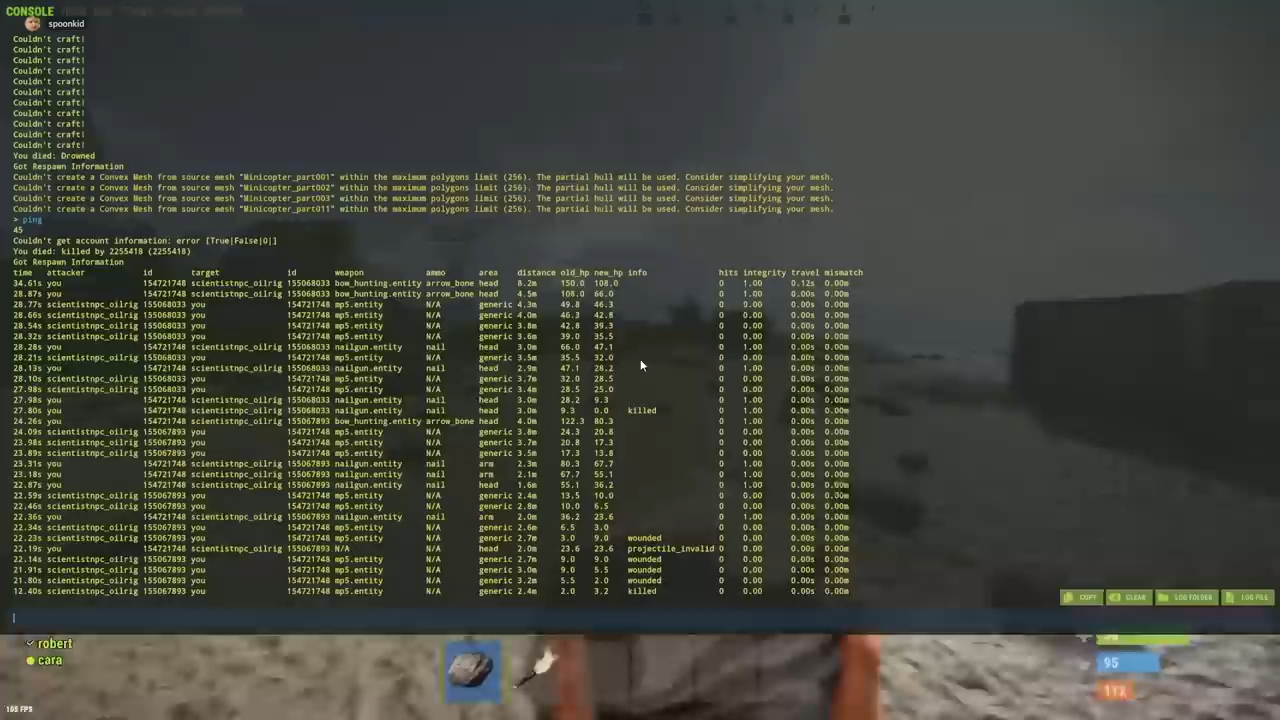 CONSOLE
spoonkid
Couldn't craft!
Couldn't craft!
Couldn't craft!
Couldn't craft!
Couldn't craft!
Couldn't craft!
Couldn't craft!
Couldn't craft!
Couldn't craft!
Couldn't craft!
Couldn't craft!
You died: Drowned
Got Respawn Information
Couldn't create a Convex Mesh from source mesh "Minicopter_part001" within the maximum polygons limit (256). The partial hull will be used. Consider simplifying your mesh.
Couldn't create a Convex Mesh from source mesh "Minicopter_part002" within the maximum polygons limit (256). The partial hull will be used. Consider simplifying your mesh.
Couldn't create a Convex Mesh from source mesh "Minicopter_part003" within the maximum polygons limit (256). The partial hull will be used. Consider simplifying your mesh.
Couldn't create a Convex Mesh from source mesh "Minicopter_part011" within the maximum polygons limit (256). The partial hull will be used. Consider simplifying your mesh.
> ping
45
Couldn't get account information: error [True|False|0|]
You died: killed by 2255418 (2255418)
Got Respawn Information
time attacker id target id weapon ammo area distance old_hp new_hp info hits integrity travel mismatch
34.61s you 154721748 scientistnpc_oilrig 155068033 bow_hunting.entity arrow_bone head 8.2m 150.0 108.0 0 1.00 0.12s 0.00m
28.87s you 154721748 scientistnpc_oilrig 155068033 bow_hunting.entity arrow_bone head 4.5m 108.0 66.0 0 1.00 0.00s 0.00m
28.77s scientistnpc_oilrig 155068033 you 154721748 mp5.entity N/A generic 4.3m 49.8 46.3 0 0.00 0.00s 0.00m
28.66s scientistnpc_oilrig 155068033 you 154721748 mp5.entity N/A generic 4.0m 46.3 42.8 0 0.00 0.00s 0.00m
28.54s scientistnpc_oilrig 155068033 you 154721748 mp5.entity N/A generic 3.8m 42.8 39.3 0 0.00 0.00s 0.00m
28.32s scientistnpc_oilrig 155068033 you 154721748 mp5.entity N/A generic 3.6m 39.0 35.5 0 0.00 0.00s 0.00m
28.28s you 154721748 scientistnpc_oilrig 155068033 nailgun.entity nail head 3.0m 66.0 47.1 0 1.00 0.00s 0.00m
28.21s scientistnpc_oilrig 155068033 you 154721748 mp5.entity N/A generic 3.5m 35.5 32.0 0 0.00 0.00s 0.00m
28.13s you 154721748 scientistnpc_oilrig 155068033 nailgun.entity nail head 2.9m 47.1 28.2 0 1.00 0.00s 0.00m
28.10s scientistnpc_oilrig 155068033 you 154721748 mp5.entity N/A generic 3.7m 32.0 28.5 0 0.00 0.00s 0.00m
27.98s scientistnpc_oilrig 155068033 you 154721748 mp5.entity N/A generic 3.4m 28.5 25.0 0 0.00 0.00s 0.00m
27.98s you 154721748 scientistnpc_oilrig 155068033 nailgun.entity nail head 3.0m 28.2 9.3 0 1.00 0.00s 0.00m
27.80s you 154721748 scientistnpc_oilrig 155068033 nailgun.entity nail head 3.0m 9.3 0.0 killed 0 1.00 0.00s 0.00m
24.26s you 154721748 scientistnpc_oilrig 155067893 bow_hunting.entity arrow_bone head 4.0m 122.3 80.3 0 1.00 0.00s 0.00m
24.09s scientistnpc_oilrig 155067893 you 154721748 mp5.entity N/A generic 3.8m 24.3 20.8 0 0.00 0.00s 0.00m
23.98s scientistnpc_oilrig 155067893 you 154721748 mp5.entity N/A generic 3.7m 20.8 17.3 0 0.00 0.00s 0.00m
23.89s scientistnpc_oilrig 155067893 you 154721748 mp5.entity N/A generic 3.5m 17.3 13.8 0 0.00 0.00s 0.00m
23.31s you 154721748 scientistnpc_oilrig 155067893 nailgun.entity nail arm 2.3m 80.3 67.7 0 1.00 0.00s 0.00m
23.18s you 154721748 scientistnpc_oilrig 155067893 nailgun.entity nail arm 2.1m 67.7 55.1 0 1.00 0.00s 0.00m
22.87s you 154721748 scientistnpc_oilrig 155067893 nailgun.entity nail head 1.6m 55.1 36.2 0 1.00 0.00s 0.00m
22.59s scientistnpc_oilrig 155067893 you 154721748 mp5.entity N/A generic 2.4m 13.5 10.0 0 0.00 0.00s 0.00m
22.46s scientistnpc_oilrig 155067893 you 154721748 mp5.entity N/A generic 2.8m 10.0 6.5 0 0.00 0.00s 0.00m
22.36s you 154721748 scientistnpc_oilrig 155067893 nailgun.entity nail arm 2.0m 36.2 23.6 0 1.00 0.00s 0.00m
22.34s scientistnpc_oilrig 155067893 you 154721748 mp5.entity N/A generic 2.6m 6.5 3.0 0 0.00 0.00s 0.00m
22.23s scientistnpc_oilrig 155067893 you 154721748 mp5.entity N/A generic 2.7m 3.0 9.0 wounded 0 0.00 0.00s 0.00m
22.19s you 154721748 scientistnpc_oilrig 155067893 N/A N/A head 2.0m 23.6 23.6 projectile_invalid 0 1.00 0.00s 0.00m
22.14s scientistnpc_oilrig 155067893 you 154721748 mp5.entity N/A generic 2.7m 9.0 9.0 wounded 0 0.00 0.00s 0.00m
21.91s scientistnpc_oilrig 155067893 you 154721748 mp5.entity N/A generic 3.0m 9.0 5.5 wounded 0 0.00 0.00s 0.00m
21.80s scientistnpc_oilrig 155067893 you 154721748 mp5.entity N/A generic 3.2m 5.5 2.0 wounded 0 0.00 0.00s 0.00m
12.40s scientistnpc_oilrig 155067893 you 154721748 mp5.entity N/A generic 2.4m 2.0 3.2 killed 0 0.00 0.00s 0.00m
COPY CLEAR LOG FOLDER LOG FILE
robert
cara
95
112
105 FPS